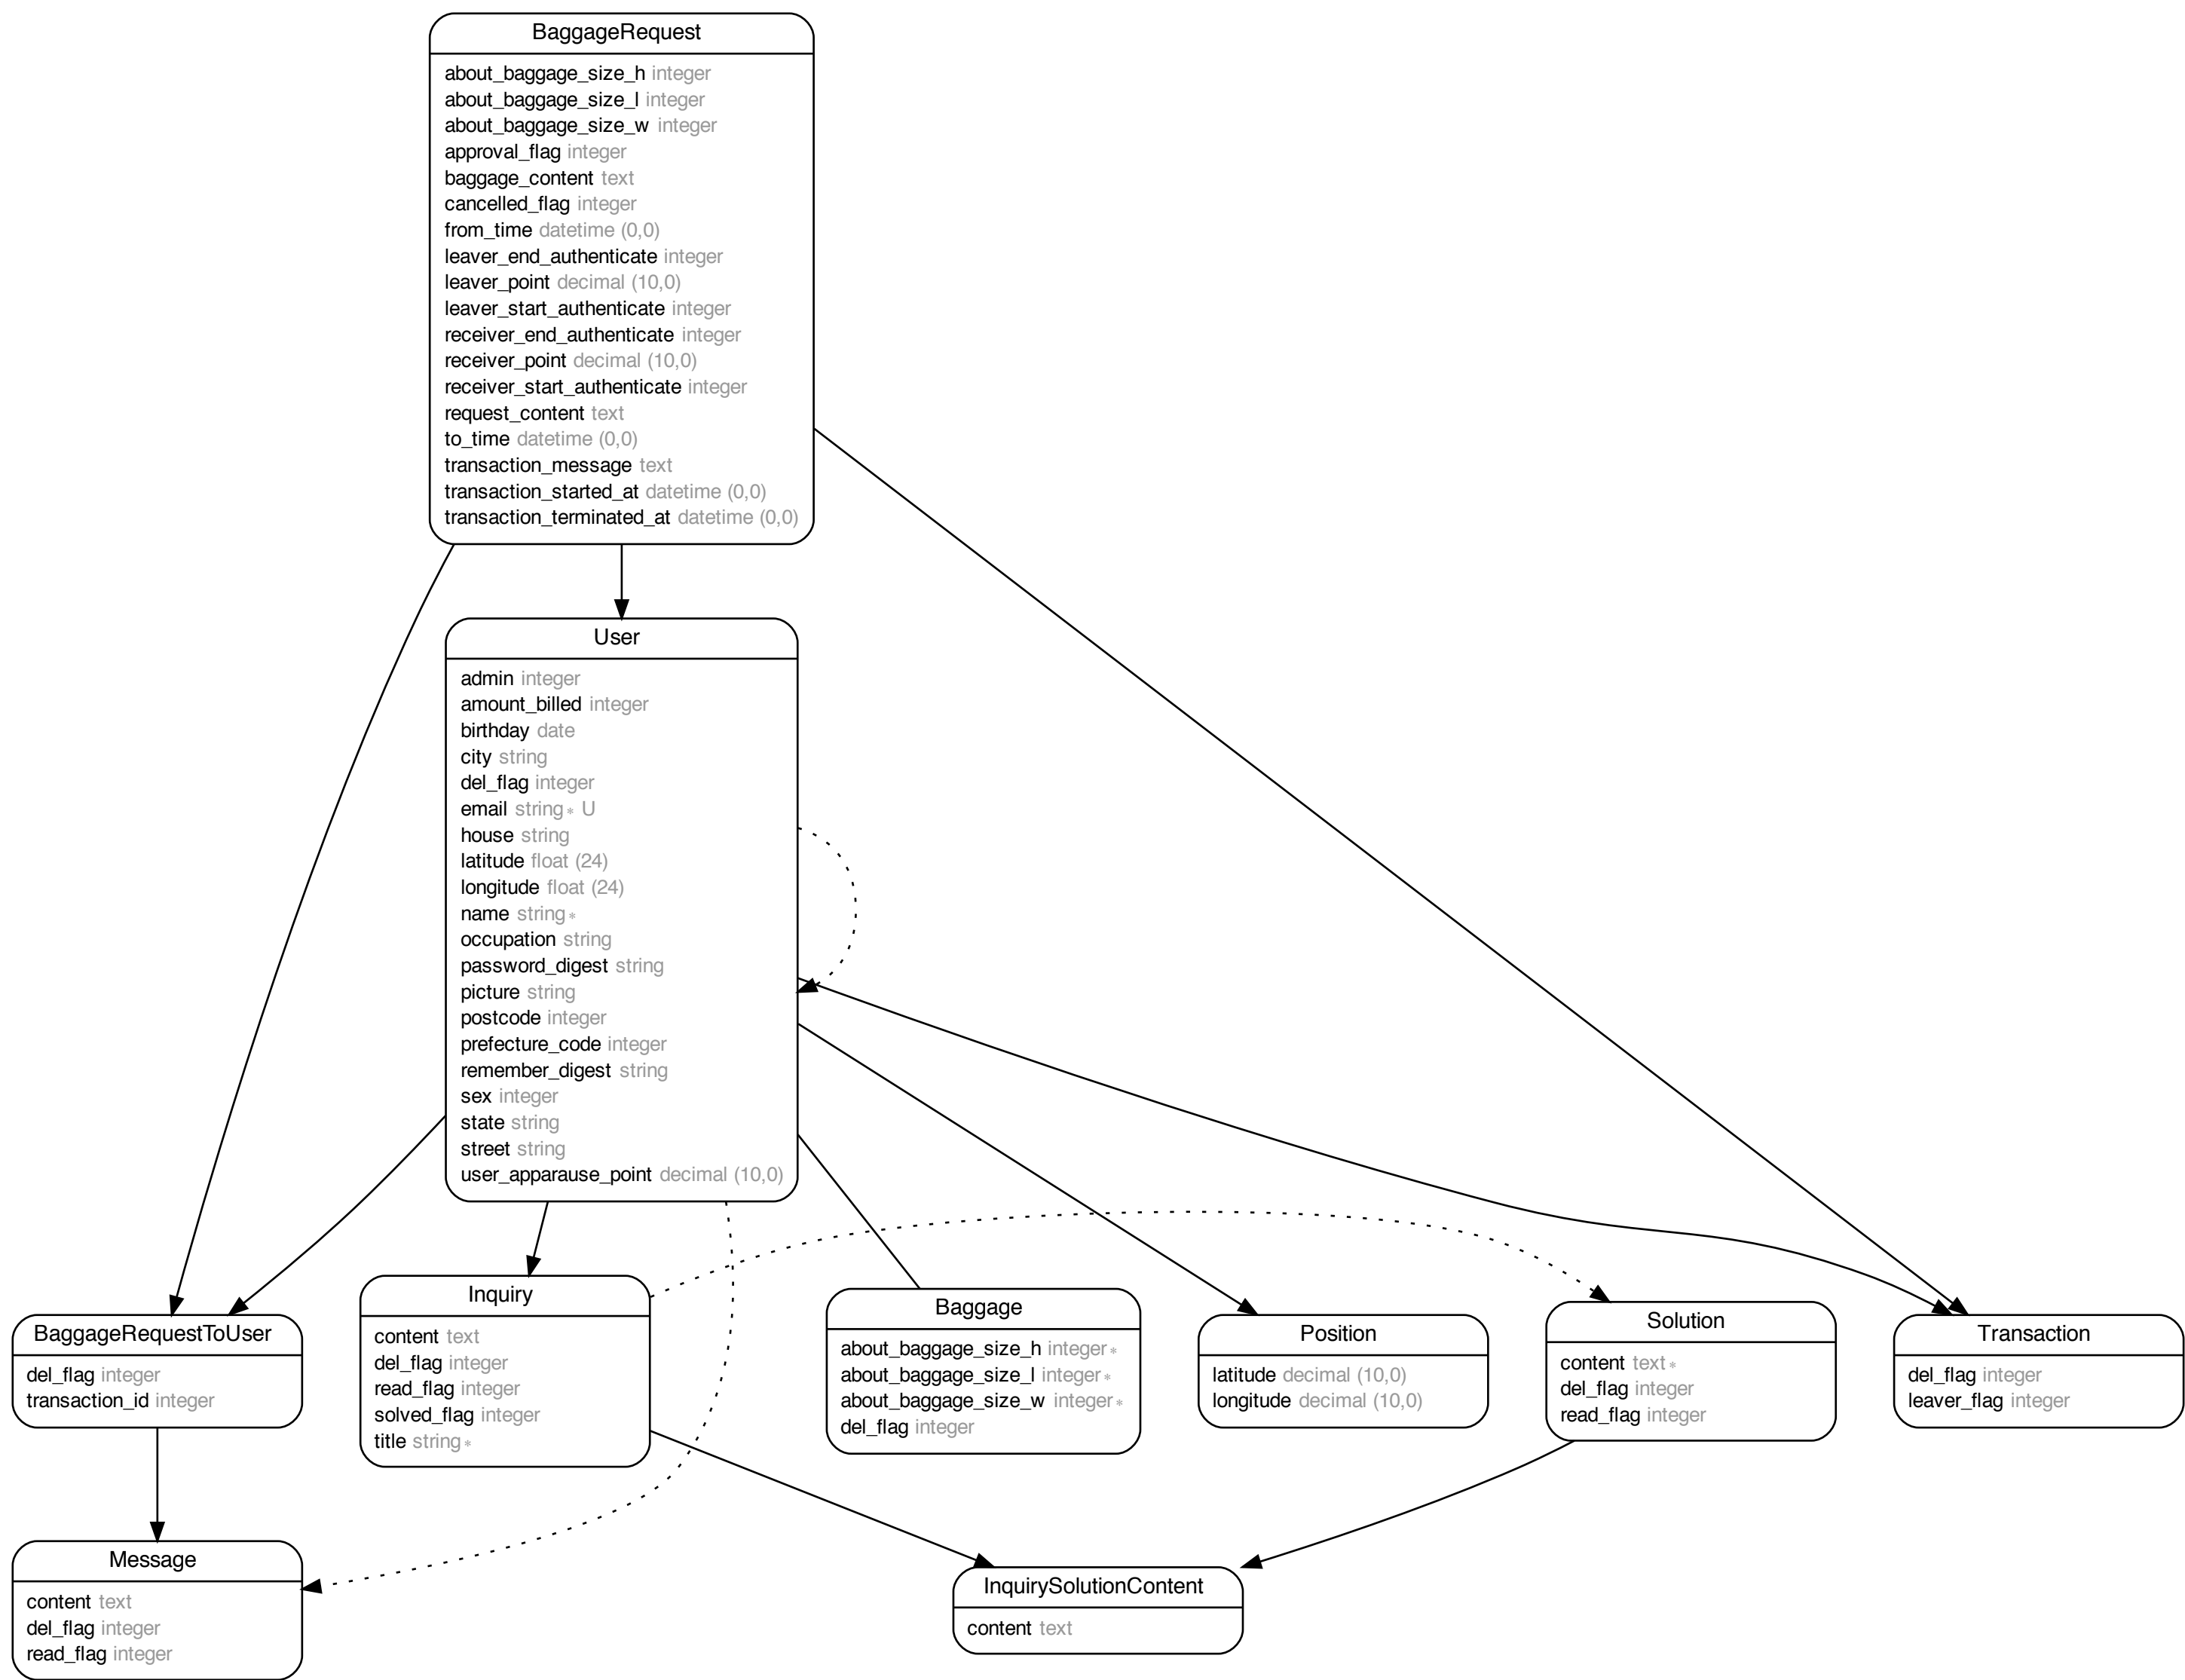 BaggageRequest
about_baggage_size_h integer
about_baggage_size_l integer
about_baggage_size_w integer
approval_flag integer
baggage_content text
cancelled_flag integer
from_time datetime (0,0)
leaver_end_authenticate integer
leaver_point decimal (10,0)
leaver_start_authenticate integer
receiver_end_authenticate integer
receiver_point decimal (10,0)
receiver_start_authenticate integer
request_content text
to_time datetime (0,0)
transaction_message text
transaction_started_at datetime (0,0)
transaction_terminated_at datetime (0,0)
User
admin integer
amount_billed integer
birthday date
city string
del_flag integer
email string* U
house string
latitude float (24)
longitude float (24)
name string*
occupation string
password_digest string
picture string
postcode integer
prefecture_code integer
remember_digest string
sex integer
state string
street string
user_apparause_point decimal (10,0)
BaggageRequestToUser
del_flag integer
transaction_id integer
Inquiry
content text
del_flag integer
read_flag integer
solved_flag integer
title string*
Baggage
about_baggage_size_h integer*
about_baggage_size_l integer*
about_baggage_size_w integer*
del_flag integer
Position
latitude decimal (10,0)
longitude decimal (10,0)
Solution
content text*
del_flag integer
read_flag integer
Transaction
del_flag integer
leaver_flag integer
Message
content text
del_flag integer
read_flag integer
InquirySolutionContent
content text